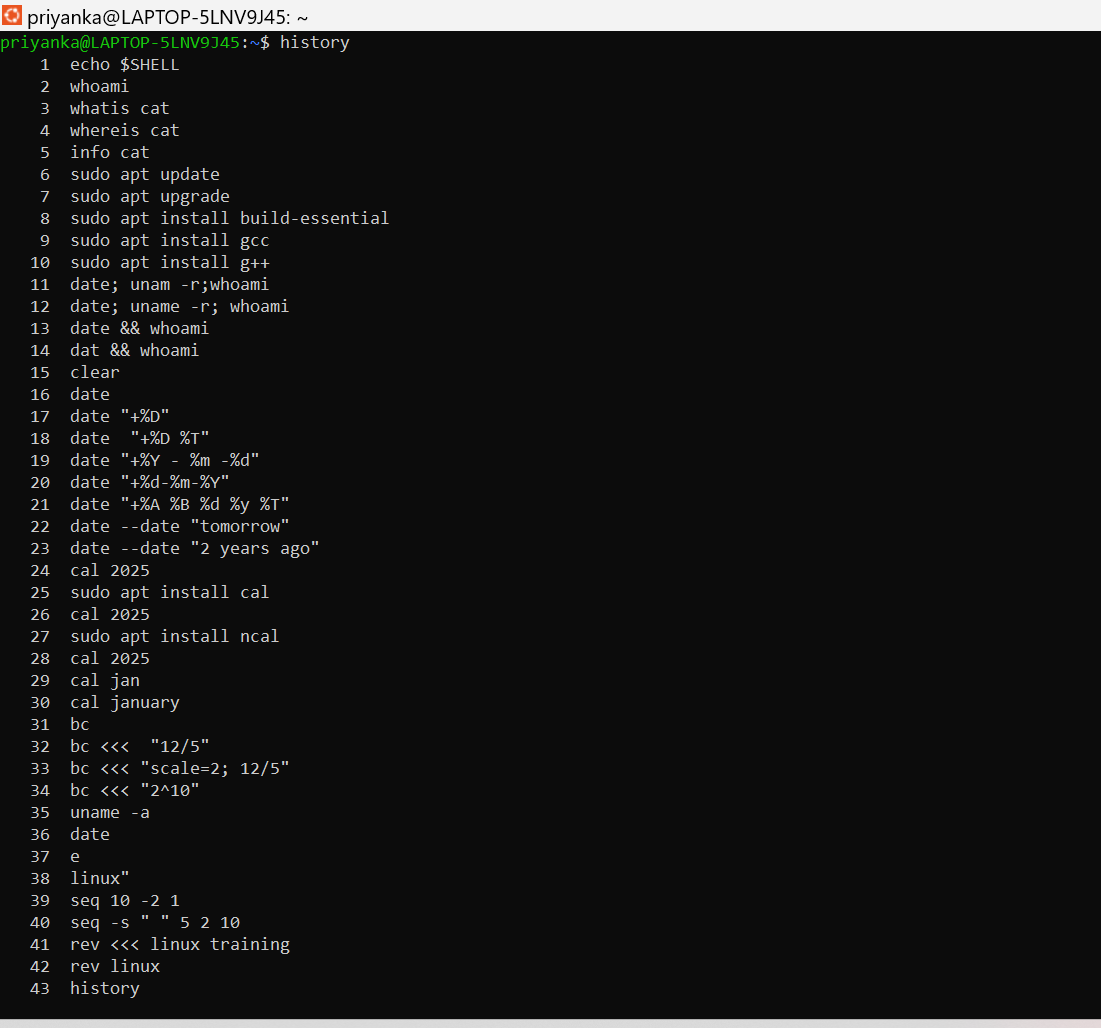 priyanka@LAPTOP-5LNV9J45: ~
priyanka@LAPTOP-5LNV9J45:~$ history
1 echo $SHELL
2 whoami
3 whatis cat
4 whereis cat
5 info cat
6 sudo apt update
7 sudo apt upgrade
8 sudo apt install build-essential
9 sudo apt install gcc
10 sudo apt install g++
11 date; unam -r;whoami
12 date; uname -r; whoami
13 date && whoami
14 dat && whoami
15 clear
16 date
17 date "+%D"
18 date  "+%D %T"
19 date "+%Y - %m -%d"
20 date "+%d-%m-%Y"
21 date "+%A %B %d %y %T"
22 date --date "tomorrow"
23 date --date "2 years ago"
24 cal 2025
25 sudo apt install cal
26 cal 2025
27 sudo apt install ncal
28 cal 2025
29 cal jan
30 cal january
31 bc
32 bc <<<  "12/5"
33 bc <<< "scale=2; 12/5"
34 bc <<< "2^10"
35 uname -a
36 date
37 e
38 linux"
39 seq 10 -2 1
40 seq -s " " 5 2 10
41 rev <<< linux training
42 rev linux
43 history